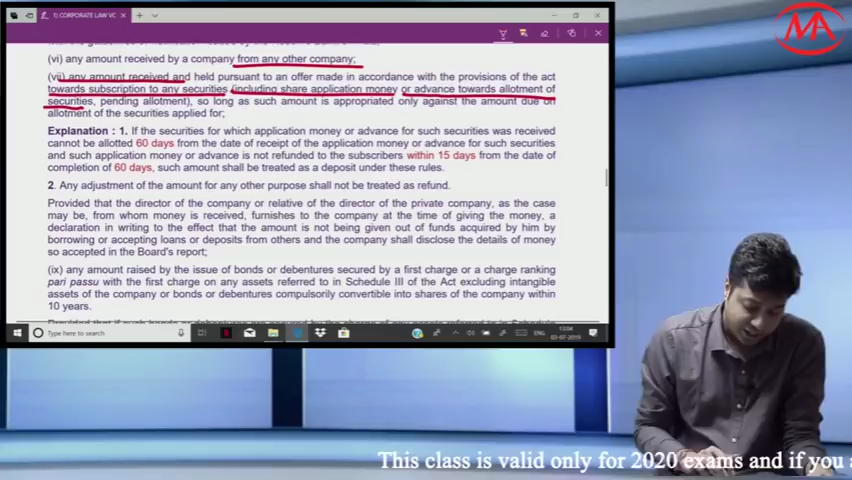 1) CORPORATE LAW VC
(vi) any amount received by a company from any other company;
(vii) any amount received and held pursuant to an offer made in accordance with the provisions of the act
towards subscription to any securities (including share application money or advance towards allotment of
securities, pending allotment), so long as such amount is appropriated only against the amount due on
allotment of the securities applied for;
Explanation : 1. If the securities for which application money or advance for such securities was received
cannot be allotted 60 days from the date of receipt of the application money or advance for such securities
and such application money or advance is not refunded to the subscribers within 15 days from the date of
completion of 60 days, such amount shall be treated as a deposit under these rules.
2. Any adjustment of the amount for any other purpose shall not be treated as refund.
Provided that the director of the company or relative of the director of the private company, as the case
may be, from whom money is received, furnishes to the company at the time of giving the money, a
declaration in writing to the effect that the amount is not being given out of funds acquired by him by
borrowing or accepting loans or deposits from others and the company shall disclose the details of money
so accepted in the Board's report;
(ix) any amount raised by the issue of bonds or debentures secured by a first charge or a charge ranking
pari passu with the first charge on any assets referred to in Schedule III of the Act excluding intangible
assets of the company or bonds or debentures compulsorily convertible into shares of the company within
10 years.
Type here to search
ENG
13:04
03-07-2019
MA
This class is valid only for 2020 exams and if you a